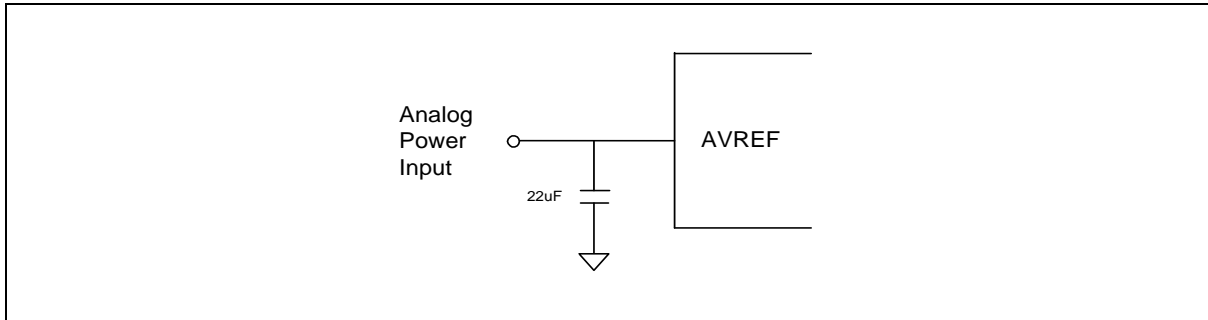 Analog
Power
Input
AVREF
22uF